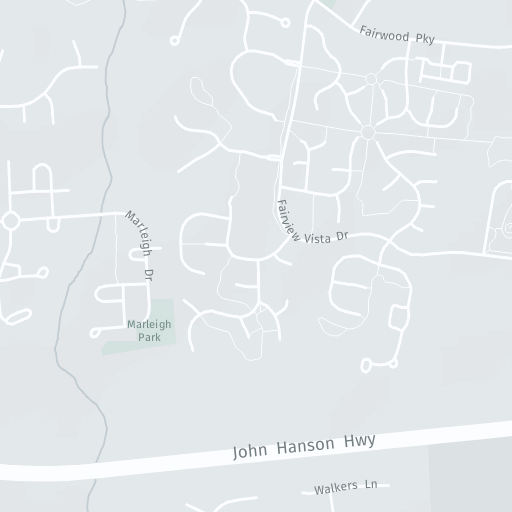 Fairwood Pky
Fairview Vista Dr
Marleigh Dr
Marleigh
Park
John Hanson Hwy
Walkers Ln